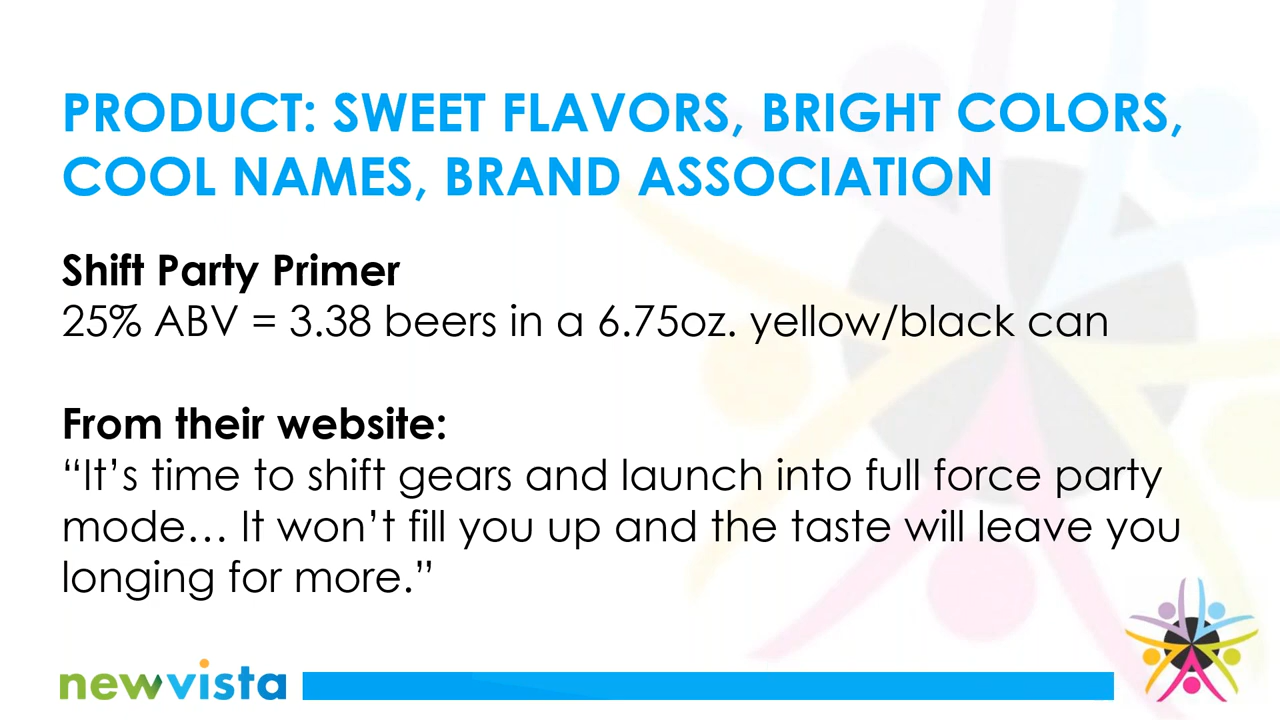 PRODUCT: SWEET FLAVORS, BRIGHT COLORS,
COOL NAMES, BRAND ASSOCIATION
Shift Party Primer
25% ABV = 3.38 beers in a 6.75oz. yellow/black can
From their website:
“It’s time to shift gears and launch into full force party
mode… It won’t fill you up and the taste will leave you
longing for more.”
newvista